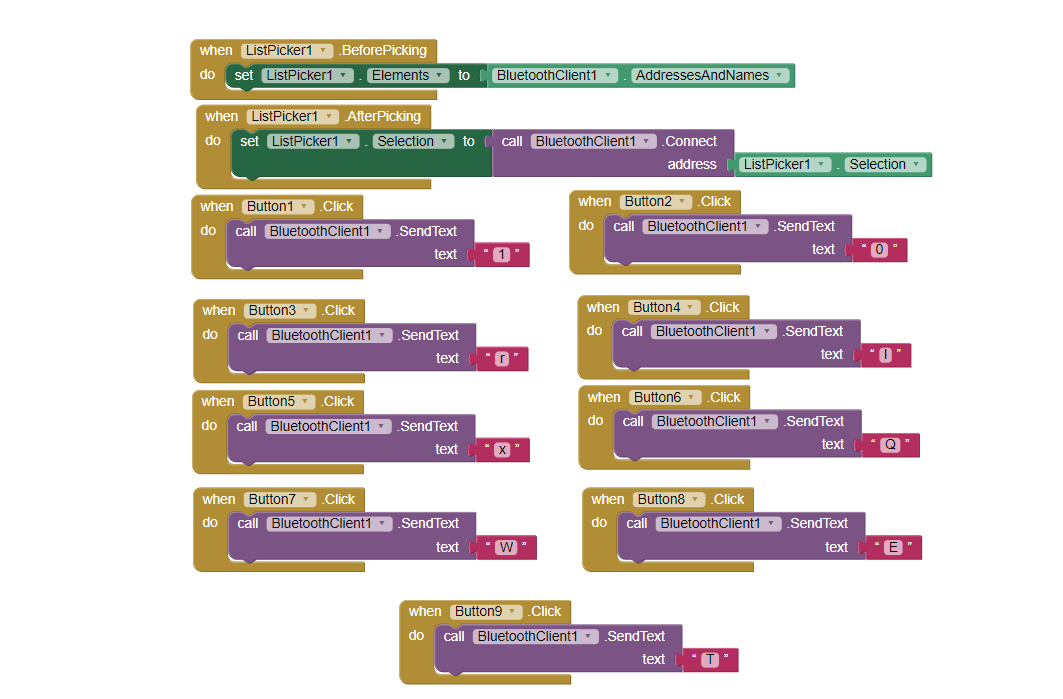 when ListPicker1 .BeforePicking
do set ListPicker1 . Elements to BluetoothClient1 . AddressesAndNames
when ListPicker1 .AfterPicking
do set ListPicker1 . Selection to call BluetoothClient1 .Connect
address ListPicker1 . Selection
when Button1 .Click
do call BluetoothClient1 .SendText
text “ 1 ”
when Button2 .Click
do call BluetoothClient1 .SendText
text “ 0 ”
when Button3 .Click
do call BluetoothClient1 .SendText
text “ r ”
when Button4 .Click
do call BluetoothClient1 .SendText
text “ l ”
when Button5 .Click
do call BluetoothClient1 .SendText
text “ x ”
when Button6 .Click
do call BluetoothClient1 .SendText
text “ Q ”
when Button7 .Click
do call BluetoothClient1 .SendText
text “ W ”
when Button8 .Click
do call BluetoothClient1 .SendText
text “ E ”
when Button9 .Click
do call BluetoothClient1 .SendText
text “ T ”